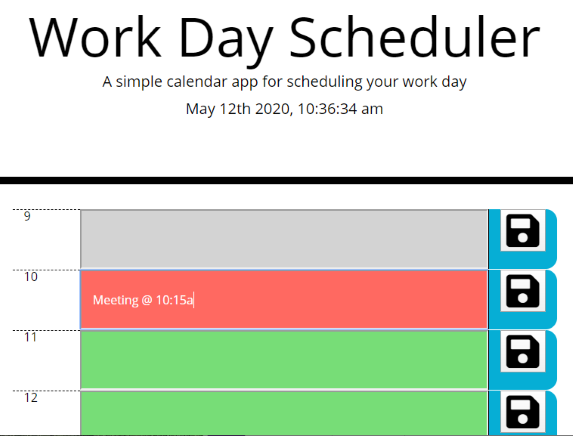 Work Day Scheduler
A simple calendar app for scheduling your work day
May 12th 2020, 10:36:34 am
9
10
Meeting @ 10:15a
11
12